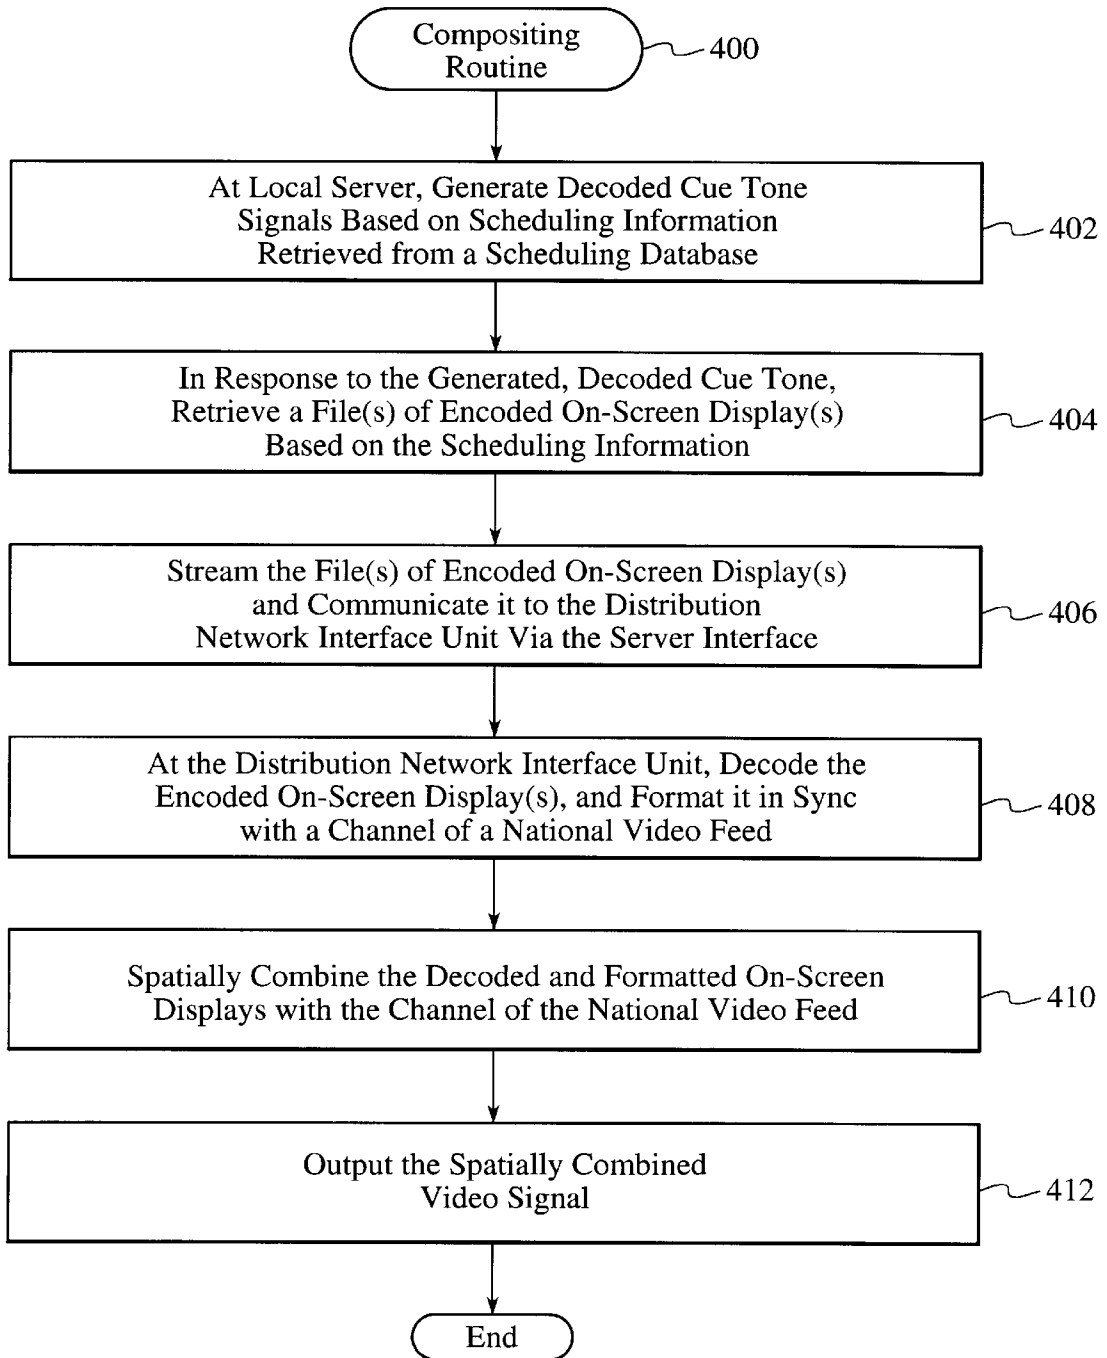 Compositing
Routine
400
At Local Server, Generate Decoded Cue Tone
Signals Based on Scheduling Information
Retrieved from a Scheduling Database
402
In Response to the Generated, Decoded Cue Tone,
Retrieve a File(s) of Encoded On-Screen Display(s)
Based on the Scheduling Information
404
Stream the File(s) of Encoded On-Screen Display(s)
and Communicate it to the Distribution
Network Interface Unit Via the Server Interface
406
At the Distribution Network Interface Unit, Decode the
Encoded On-Screen Display(s), and Format it in Sync
with a Channel of a National Video Feed
408
Spatially Combine the Decoded and Formatted On-Screen
Displays with the Channel of the National Video Feed
410
Output the Spatially Combined
Video Signal
412
End